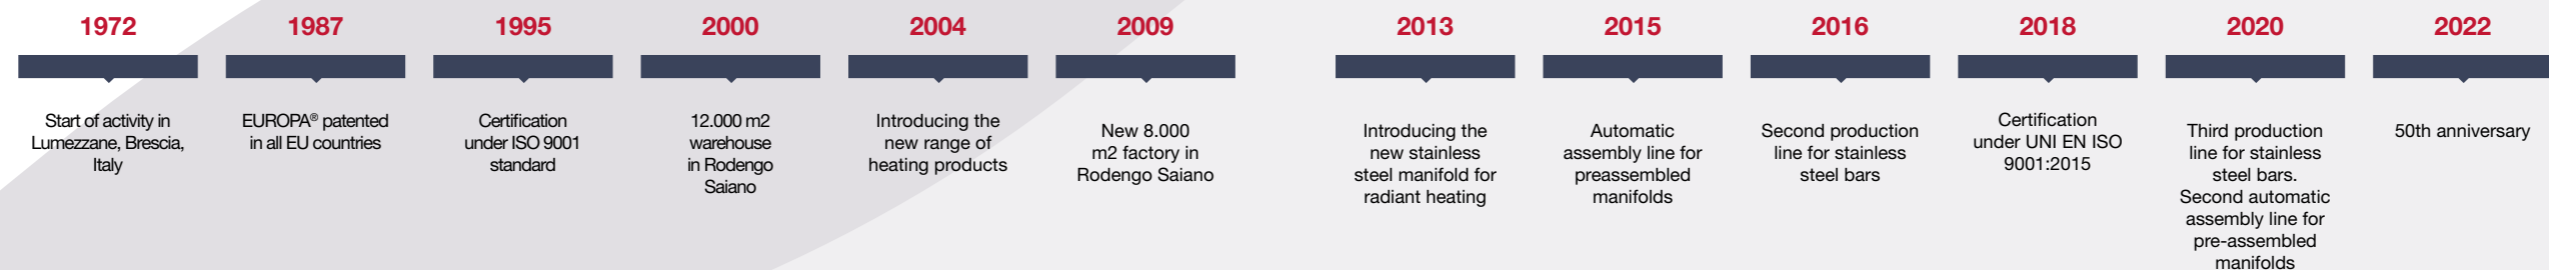 1972
Start of activity in
Lumezzane, Brescia,
Italy
1987
EUROPA® patented
in all EU countries
1995
Certification
under ISO 9001
standard
2000
12.000 m2
warehouse
in Rodengo
Saiano
2004
Introducing the
new range of
heating products
2009
New 8.000
m2 factory in
Rodengo Saiano
2013
Introducing the
new stainless
steel manifold for
radiant heating
2015
Automatic
assembly line for
preassembled
manifolds
2016
Second production
line for stainless
steel bars
2018
Certification
under UNI EN ISO
9001:2015
2020
Third production
line for stainless
steel bars.
Second automatic
assembly line for
pre-assembled
manifolds
2022
50th anniversary